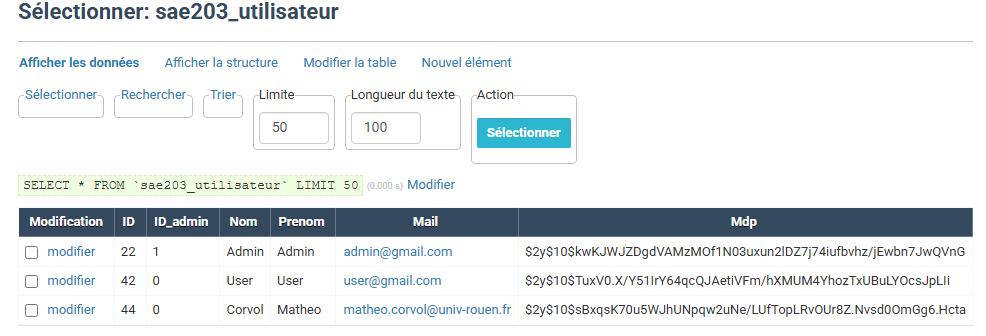 Sélectionner: sae203_utilisateur
Afficher les données Afficher la structure Modifier la table Nouvel élément
Sélectionner Rechercher Trier Limite Longueur du texte Action
50 100 Sélectionner
SELECT * FROM `sae203_utilisateur` LIMIT 50 (0.000 s) Modifier
Modification ID ID_admin Nom Prenom Mail Mdp
modifier 22 1 Admin Admin admin@gmail.com $2y$10$kwKJWJZDgdVAMzMOf1N03uxun2lDZ7j74iufbvhz/jEwbn7JwQVnG
modifier 42 0 User User user@gmail.com $2y$10$TuxV0.X/Y51IrY64qcQJAetiVFm/hXMUM4YhozTxUBuLYOcsJpLIi
modifier 44 0 Corvol Matheo matheo.corvol@univ-rouen.fr $2y$10$sBxqsK70u5WJhUNpqw2uNe/LUfTopLRvOUr8Z.Nvsd0OmGg6.Hcta